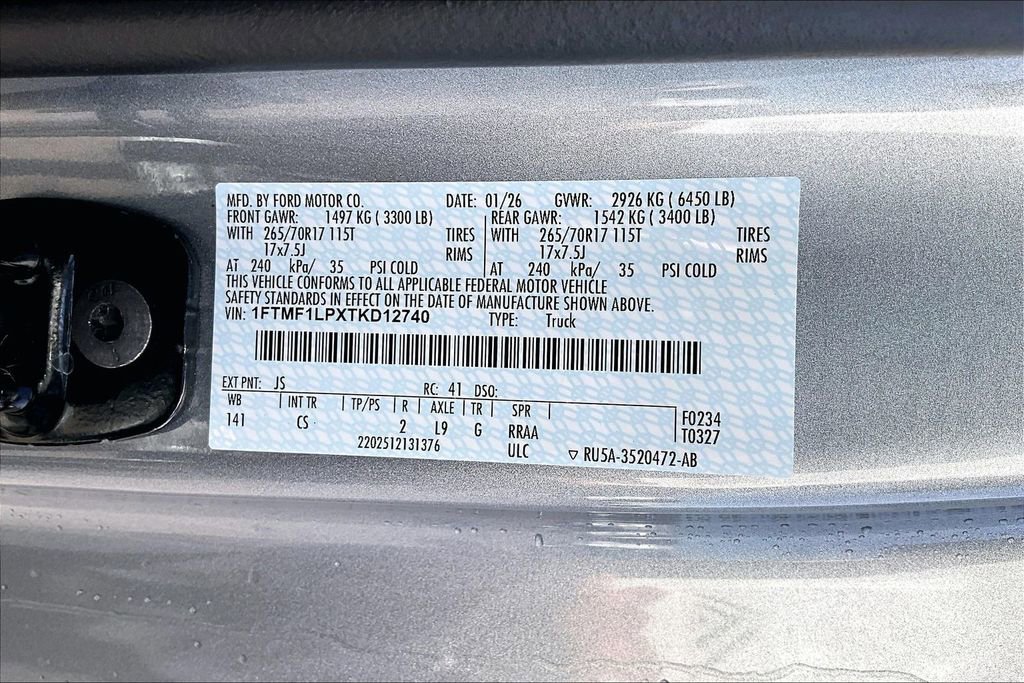 MFD. BY FORD MOTOR CO. DATE: 01/26 GVWR: 2926 KG ( 6450 LB)
FRONT GAWR: 1497 KG ( 3300 LB) REAR GAWR: 1542 KG ( 3400 LB)
WITH 265/70R17 115T TIRES WITH 265/70R17 115T TIRES
17x7.5J RIMS 17x7.5J RIMS
AT 240 kPa/ 35 PSI COLD AT 240 kPa/ 35 PSI COLD
THIS VEHICLE CONFORMS TO ALL APPLICABLE FEDERAL MOTOR VEHICLE
SAFETY STANDARDS IN EFFECT ON THE DATE OF MANUFACTURE SHOWN ABOVE.
VIN: 1FTMF1LPXTKD12740 TYPE: Truck
EXT PNT: JS RC: 41 DSO:
WB INT TR TP/PS R AXLE TR SPR F0234
141 CS 2 L9 G RRAA T0327
2202512131376 ULC ▽ RU5A-3520472-AB